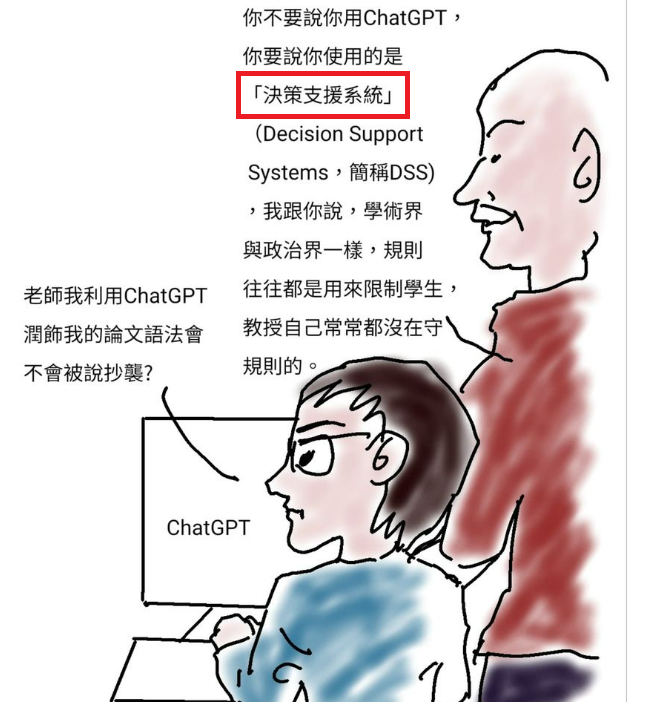 你不要說你用ChatGPT，
你要說你使用的是
「決策支援系統」
（Decision Support
Systems，簡稱DSS)
，我跟你說，學術界
與政治界一樣，規則
往往都是用來限制學生，
教授自己常常都沒在守
規則的。
老師我利用ChatGPT
潤飾我的論文語法會
不會被說抄襲?
ChatGPT